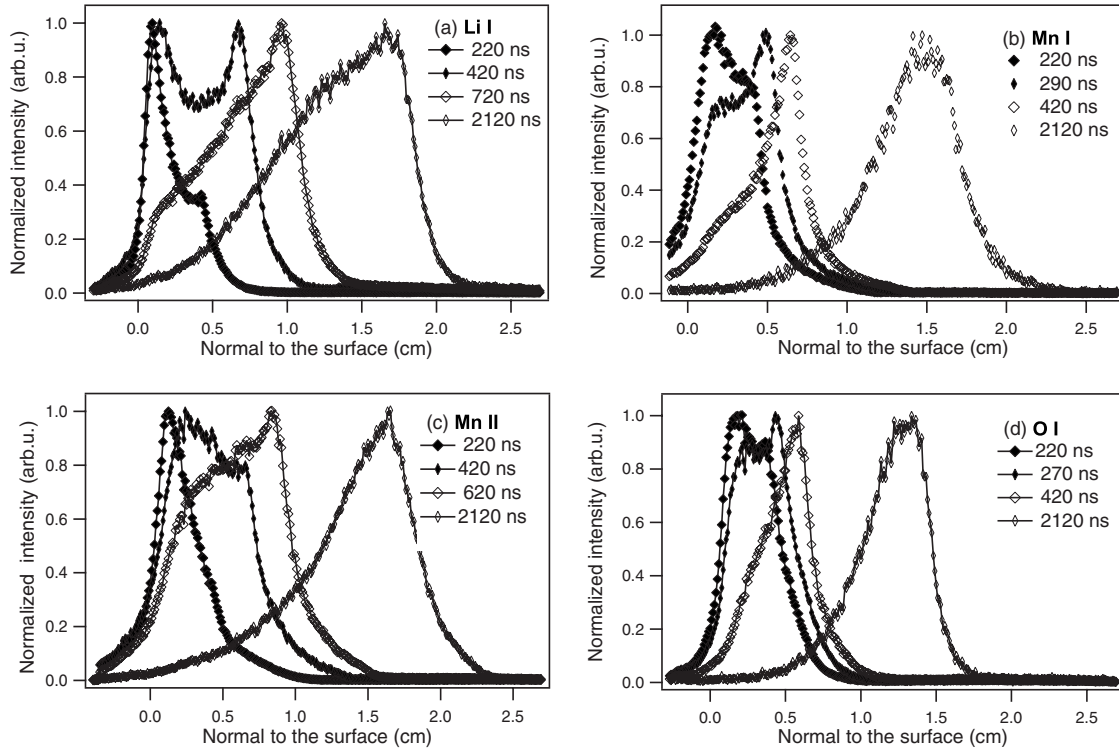 (a) Li I
220 ns
420 ns
720 ns
2120 ns
Normalized intensity (arb.u.)
1.0
0.8
0.6
0.4
0.2
0.0
0.0 0.5 1.0 1.5 2.0 2.5
Normal to the surface (cm)
(b) Mn I
220 ns
290 ns
420 ns
2120 ns
Normalized intensity (arb.u.)
1.0
0.8
0.6
0.4
0.2
0.0
0.0 0.5 1.0 1.5 2.0 2.5
Normal to the surface (cm)
(c) Mn II
220 ns
420 ns
620 ns
2120 ns
Normalized intensity (arb.u.)
1.0
0.8
0.6
0.4
0.2
0.0
0.0 0.5 1.0 1.5 2.0 2.5
Normal to the surface (cm)
(d) O I
220 ns
270 ns
420 ns
2120 ns
Normalized intensity (arb.u.)
1.0
0.8
0.6
0.4
0.2
0.0
0.0 0.5 1.0 1.5 2.0 2.5
Normal to the surface (cm)